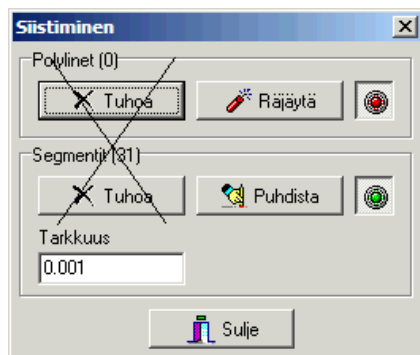 Siistiminen
Polylinet (0)
Tuhoa Räjäytä
Segmentit (31)
Tuhoa Puhdista
Tarkkuus
0.001
Sulje